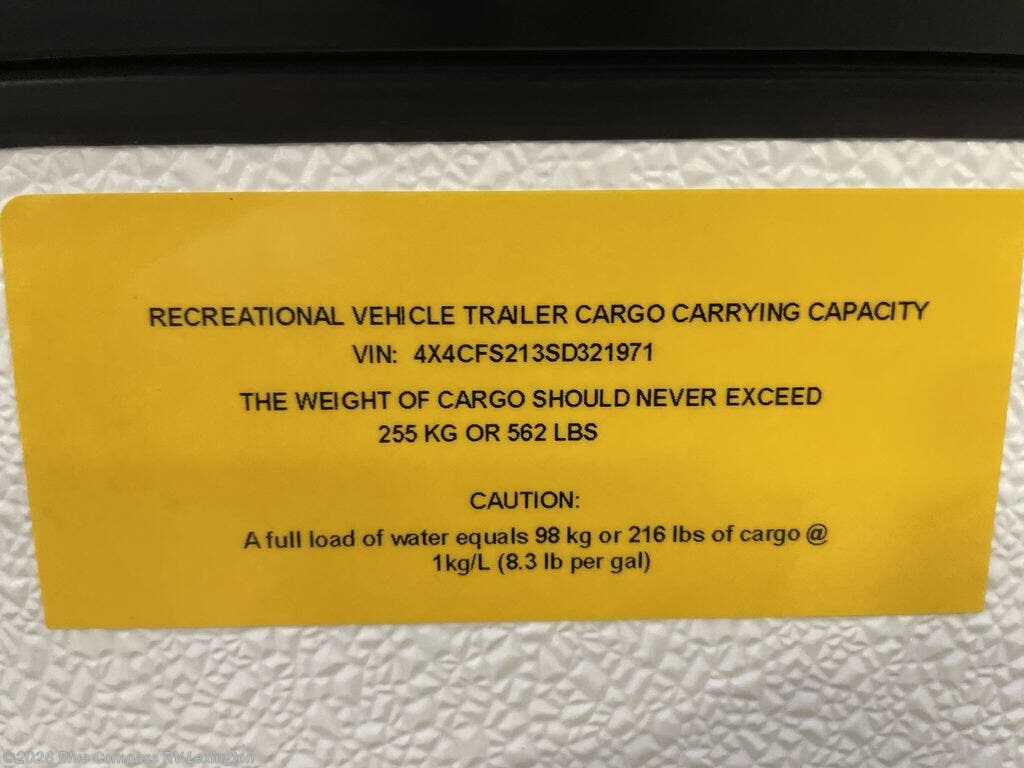 RECREATIONAL VEHICLE TRAILER CARGO CARRYING CAPACITY
VIN: 4X4CFS213SD321971
THE WEIGHT OF CARGO SHOULD NEVER EXCEED
255 KG OR 562 LBS
CAUTION:
A full load of water equals 98 kg or 216 lbs of cargo @
1kg/L (8.3 lb per gal)
©2026 Blue Compass RV Lexington